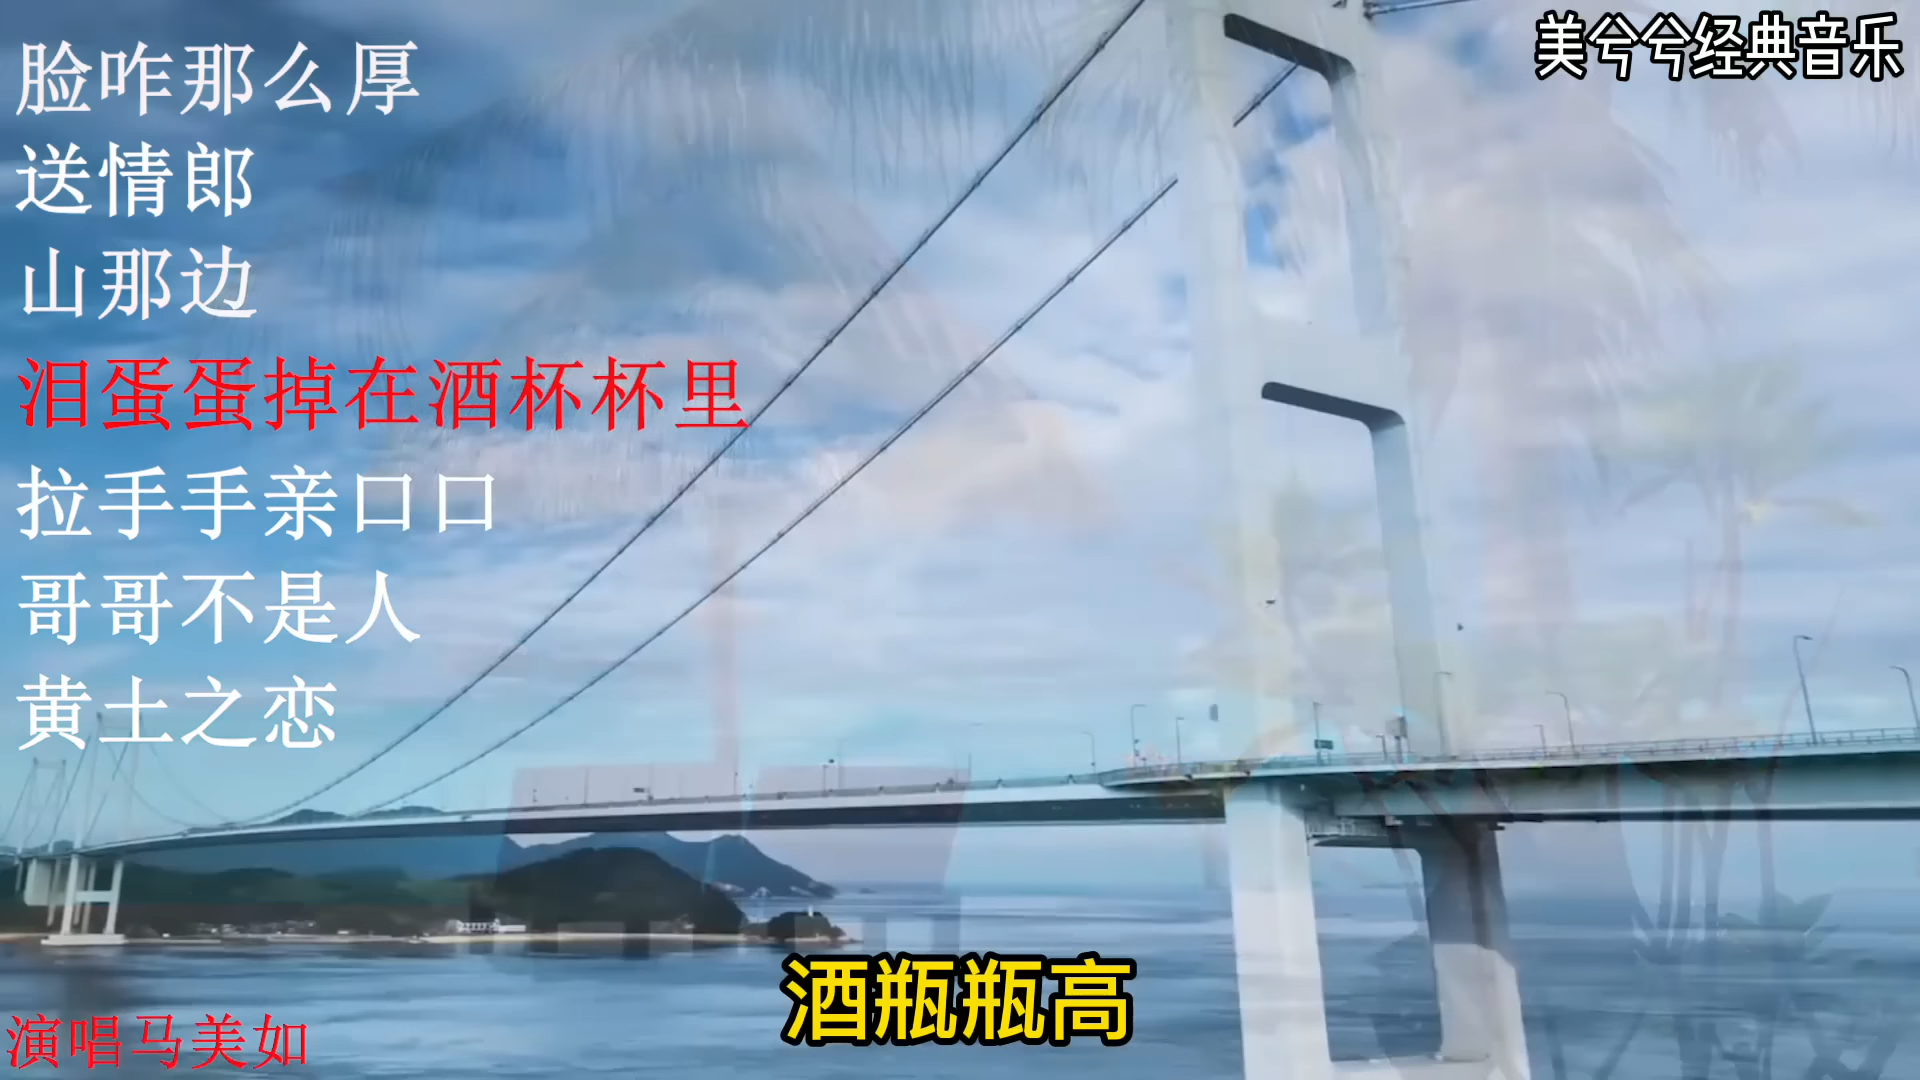 美兮兮经典音乐
脸咋那么厚
送情郎
山那边
泪蛋蛋掉在酒杯杯里
拉手手亲口口
哥哥不是人
黄土之恋
酒瓶瓶高
演唱马美如